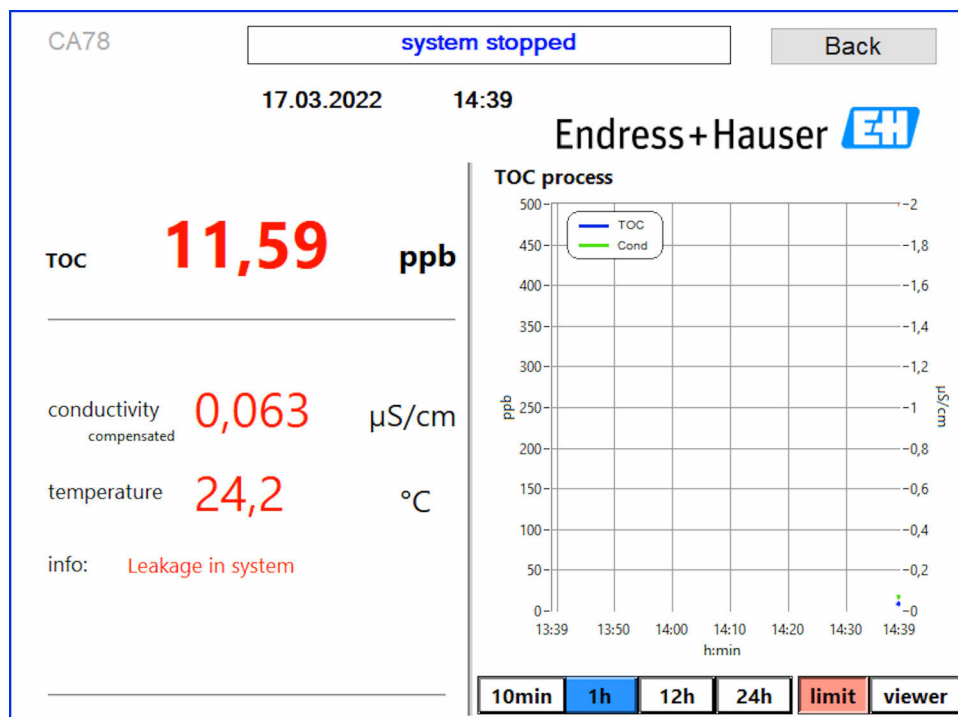 CA78
system stopped
Back
17.03.2022 14:39
Endress+Hauser EH
TOC 11,59 ppb
conductivity 0,063 µS/cm
compensated
temperature 24,2 °C
info: Leakage in system
TOC process
TOC
Cond
500
450
400
350
300
250
200
150
100
50
0
ppb
2
1,8
1,6
1,4
1,2
1
0,8
0,6
0,4
0,2
0
µS/cm
13:39 13:50 14:00 14:10 14:20 14:30 14:39
h:min
10min 1h 12h 24h limit viewer